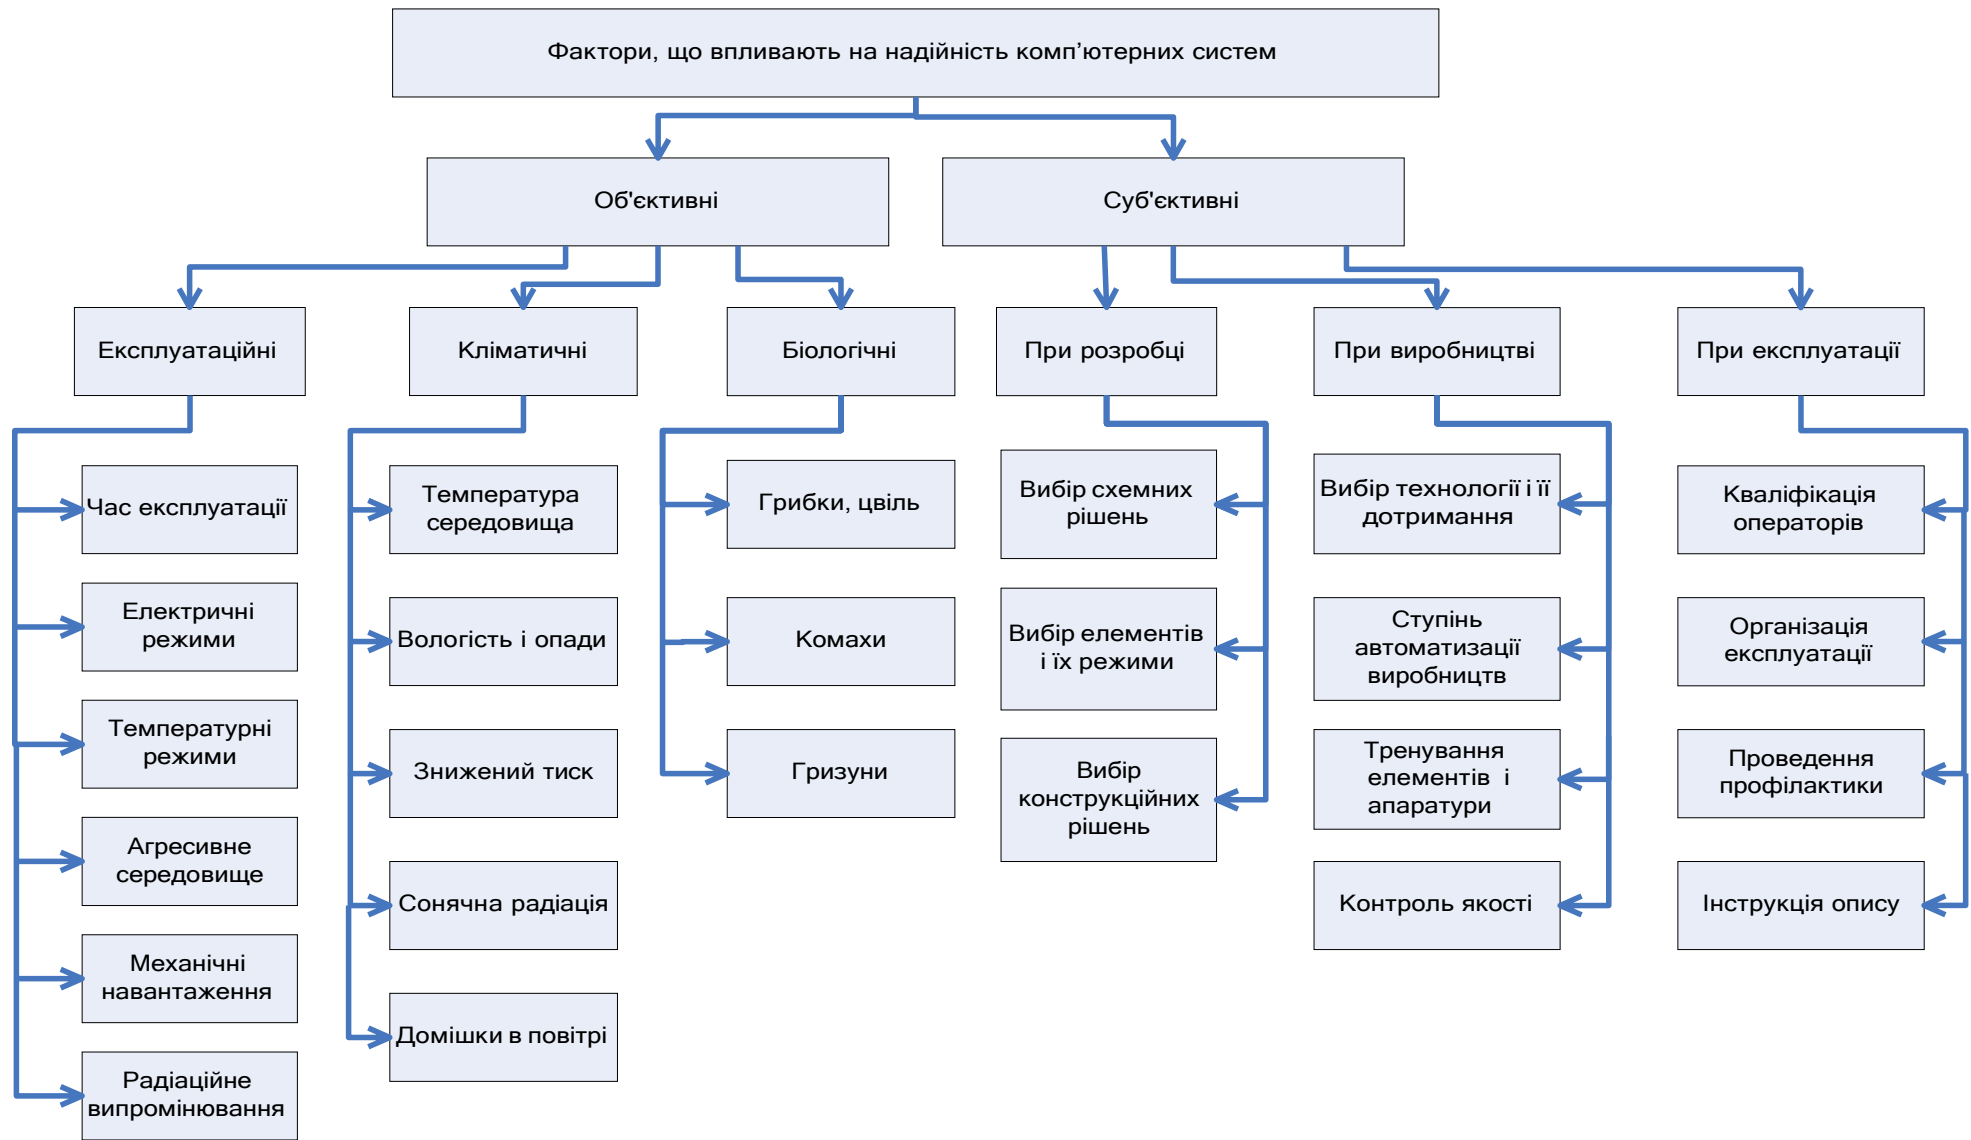 Фактори, що впливають на надійність комп’ютерних систем
Об'єктивні
Суб'єктивні
Експлуатаційні
Кліматичні
Біологічні
При розробці
При виробництві
При експлуатації
Час експлуатації
Електричні
режими
Температурні
режими
Агресивне
середовище
Механічні
навантаження
Радіаційне
випромінювання
Температура
середовища
Вологість і опади
Знижений тиск
Сонячна радіація
Домішки в повітрі
Грибки, цвіль
Комахи
Гризуни
Вибір схемних
рішень
Вибір елементів
і їх режими
Вибір
конструкційних
рішень
Вибір технології і її
дотримання
Ступінь
автоматизації
виробництв
Тренування
елементів і
апаратури
Контроль якості
Кваліфікація
операторів
Організація
експлуатації
Проведення
профілактики
Інструкція опису